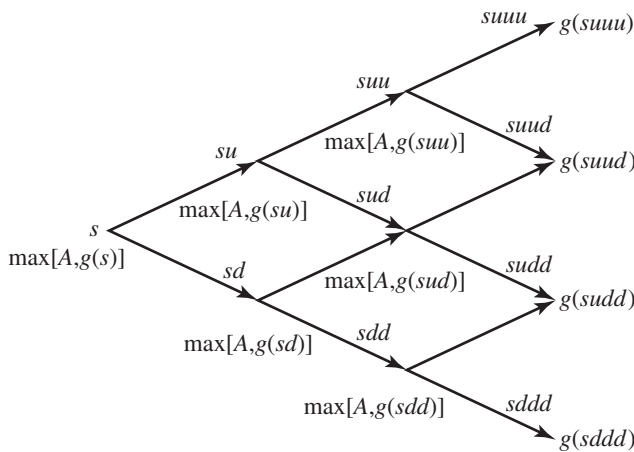 suuu
g(suuu)
suu
suud
su
max[A,g(suu)]
g(suud)
sud
max[A,g(su)]
s
max[A,g(s)]
sd
sudd
max[A,g(sud)]
g(sudd)
sdd
max[A,g(sd)]
sddd
max[A,g(sdd)]
g(sddd)